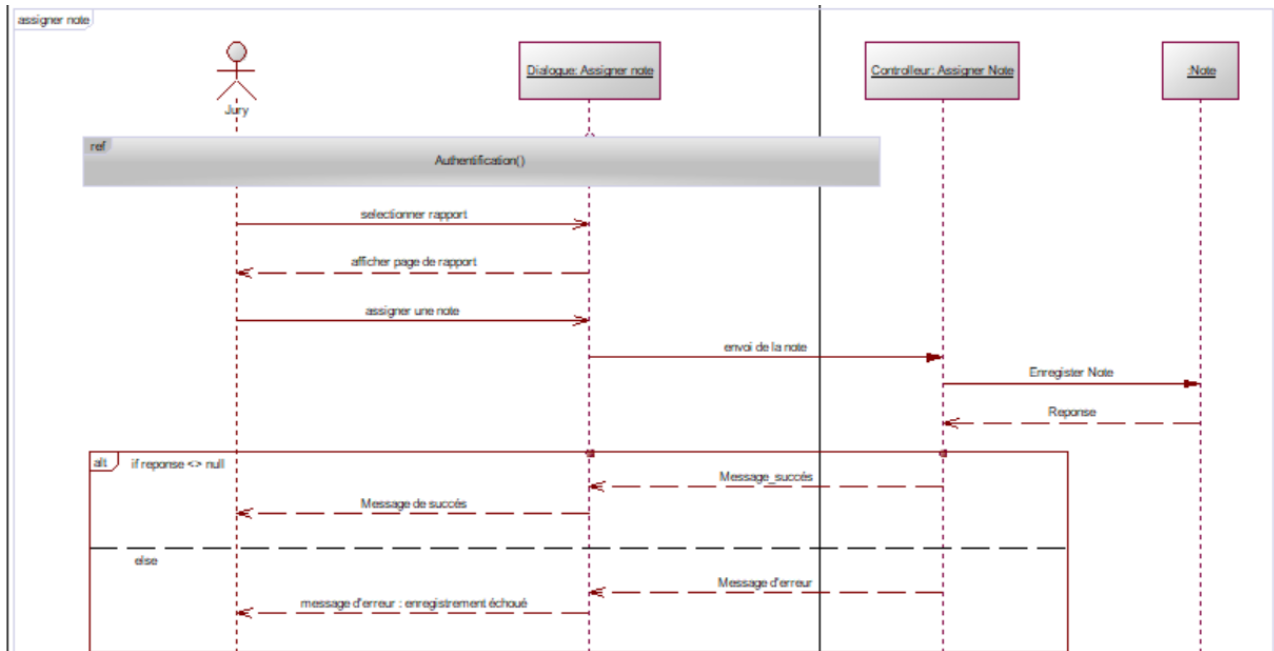 assigner note
Jury
Dialogue: Assigner note
Controlleur: Assigner Note
:Note
ref
Authentification()
selectionner rapport
afficher page de rapport
assigner une note
envoi de la note
Enregister Note
Reponse
alt
if reponse <> null
Message_succés
Message de succés
else
Message d'erreur
message d'erreur : enregistrement échoué